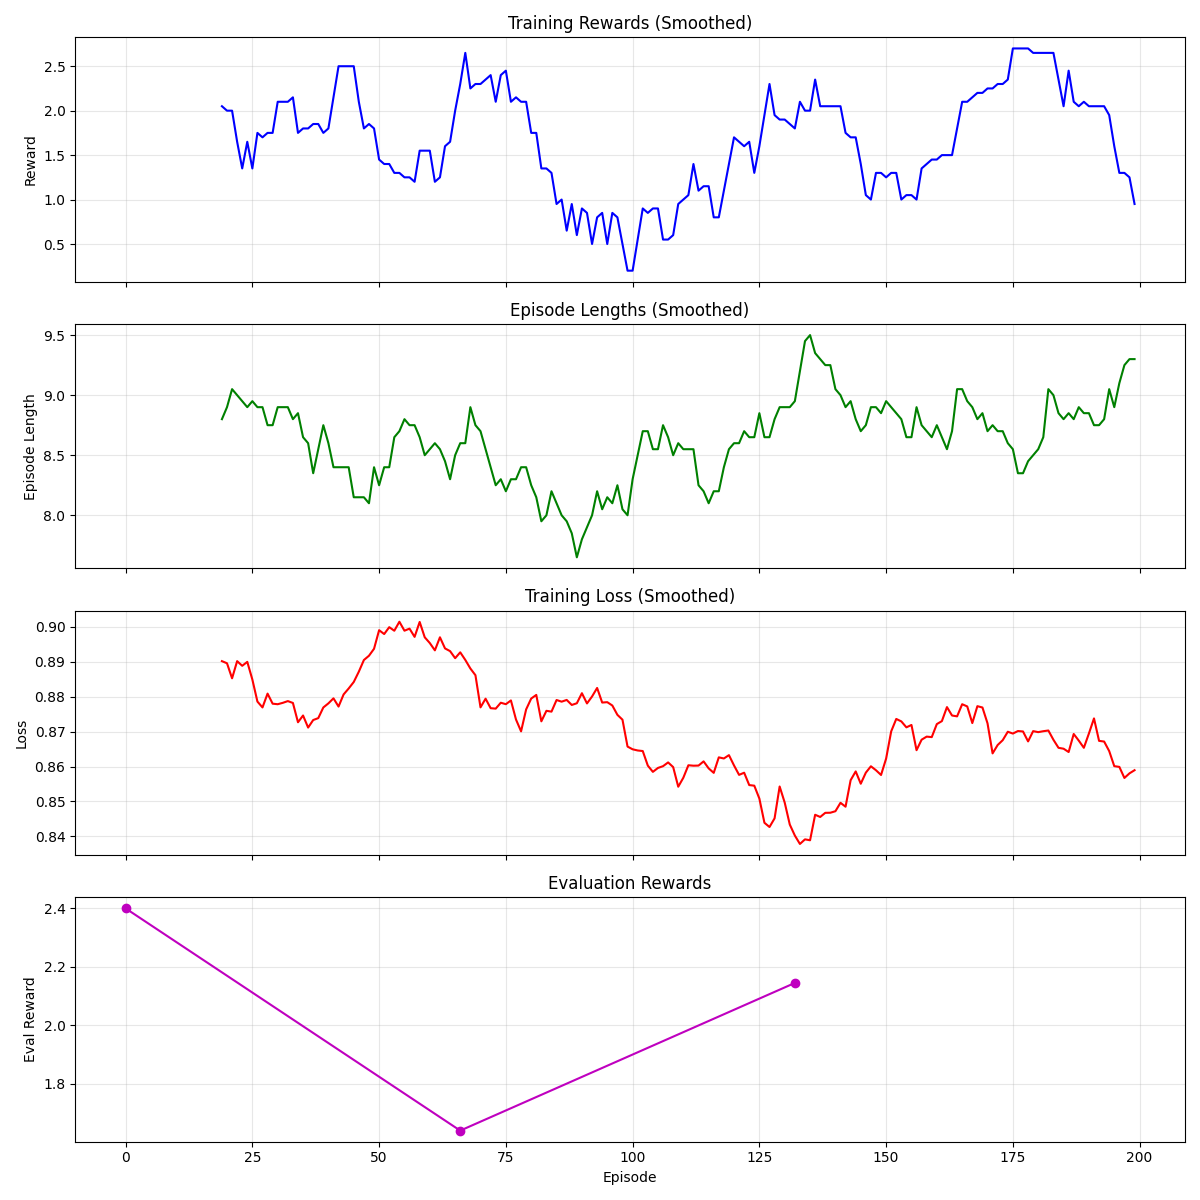 Training Rewards (Smoothed)
Reward
2.5
2.0
1.5
1.0
0.5
Episode Lengths (Smoothed)
Episode Length
9.5
9.0
8.5
8.0
Training Loss (Smoothed)
Loss
0.90
0.89
0.88
0.87
0.86
0.85
0.84
Evaluation Rewards
Eval Reward
2.4
2.2
2.0
1.8
0 25 50 75 100 125 150 175 200
Episode